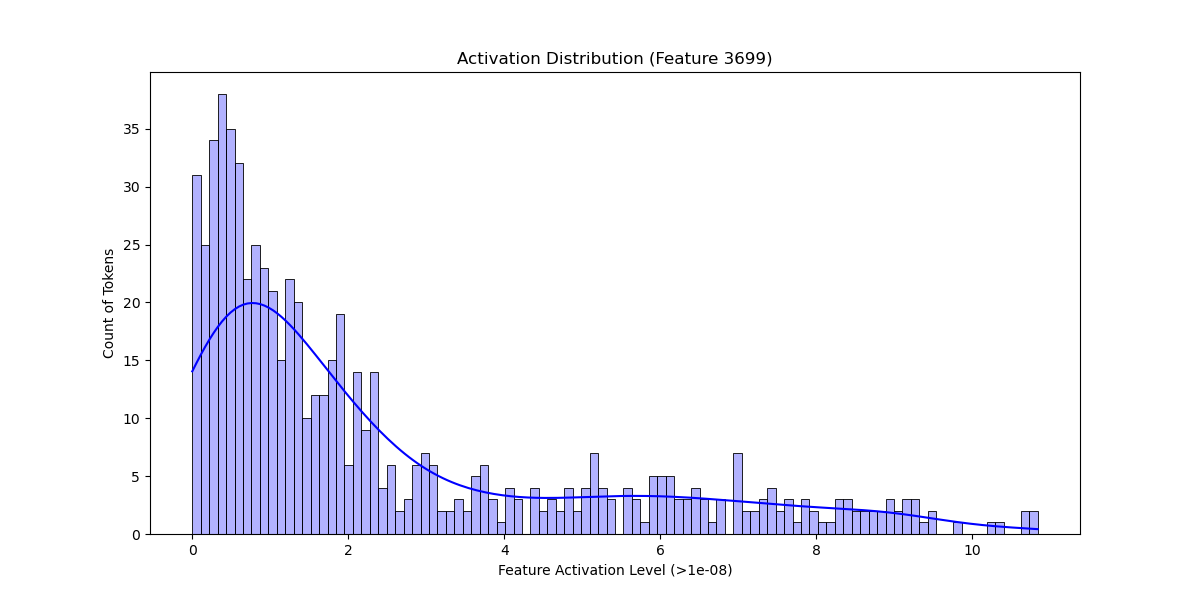 Activation Distribution (Feature 3699)
35
30
25
20
15
10
5
0
Count of Tokens
0 2 4 6 8 10
Feature Activation Level (>1e-08)